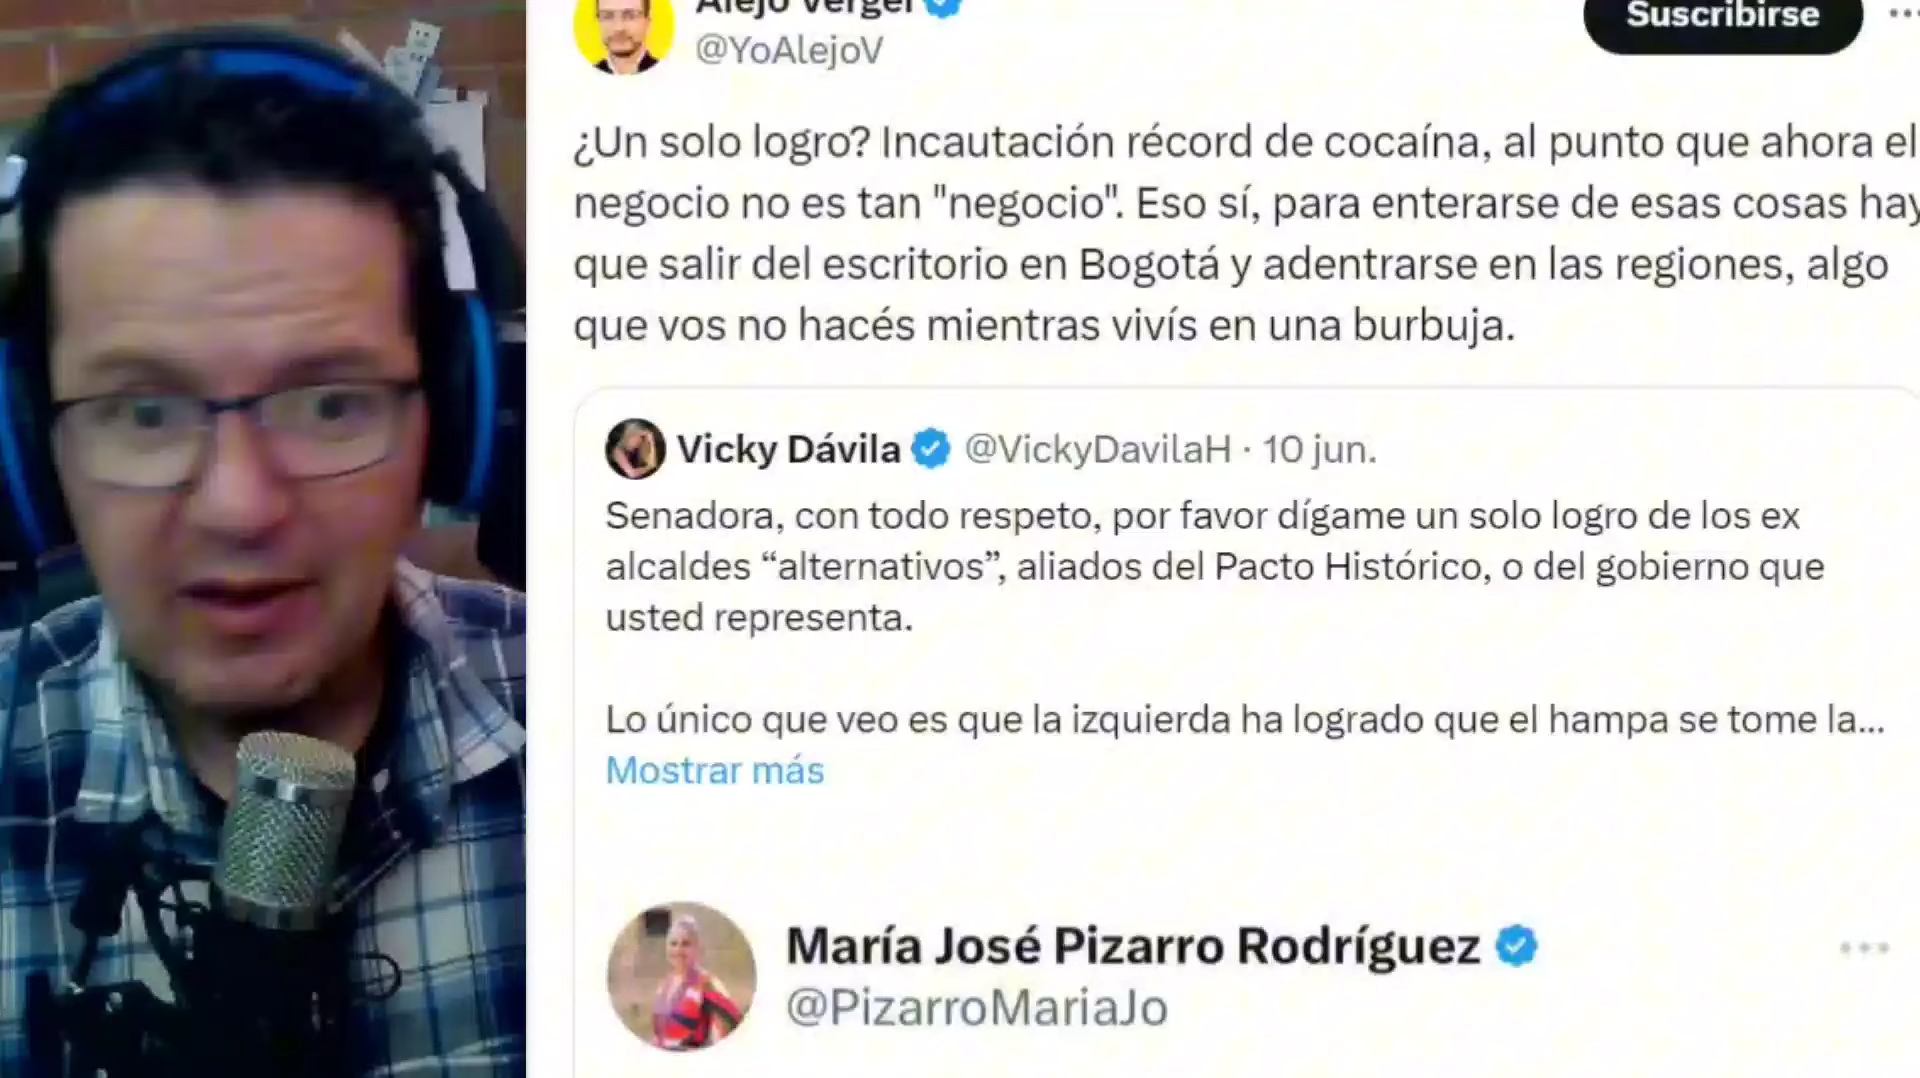 Alejo Vergel
@YoAlejoV
Suscribirse
¿Un solo logro? Incautación récord de cocaína, al punto que ahora el
negocio no es tan "negocio". Eso sí, para enterarse de esas cosas hay
que salir del escritorio en Bogotá y adentrarse en las regiones, algo
que vos no hacés mientras vivís en una burbuja.
Vicky Dávila @VickyDavilaH · 10 jun.
Senadora, con todo respeto, por favor dígame un solo logro de los ex
alcaldes “alternativos”, aliados del Pacto Histórico, o del gobierno que
usted representa.
Lo único que veo es que la izquierda ha logrado que el hampa se tome la...
Mostrar más
María José Pizarro Rodríguez
@PizarroMariaJo